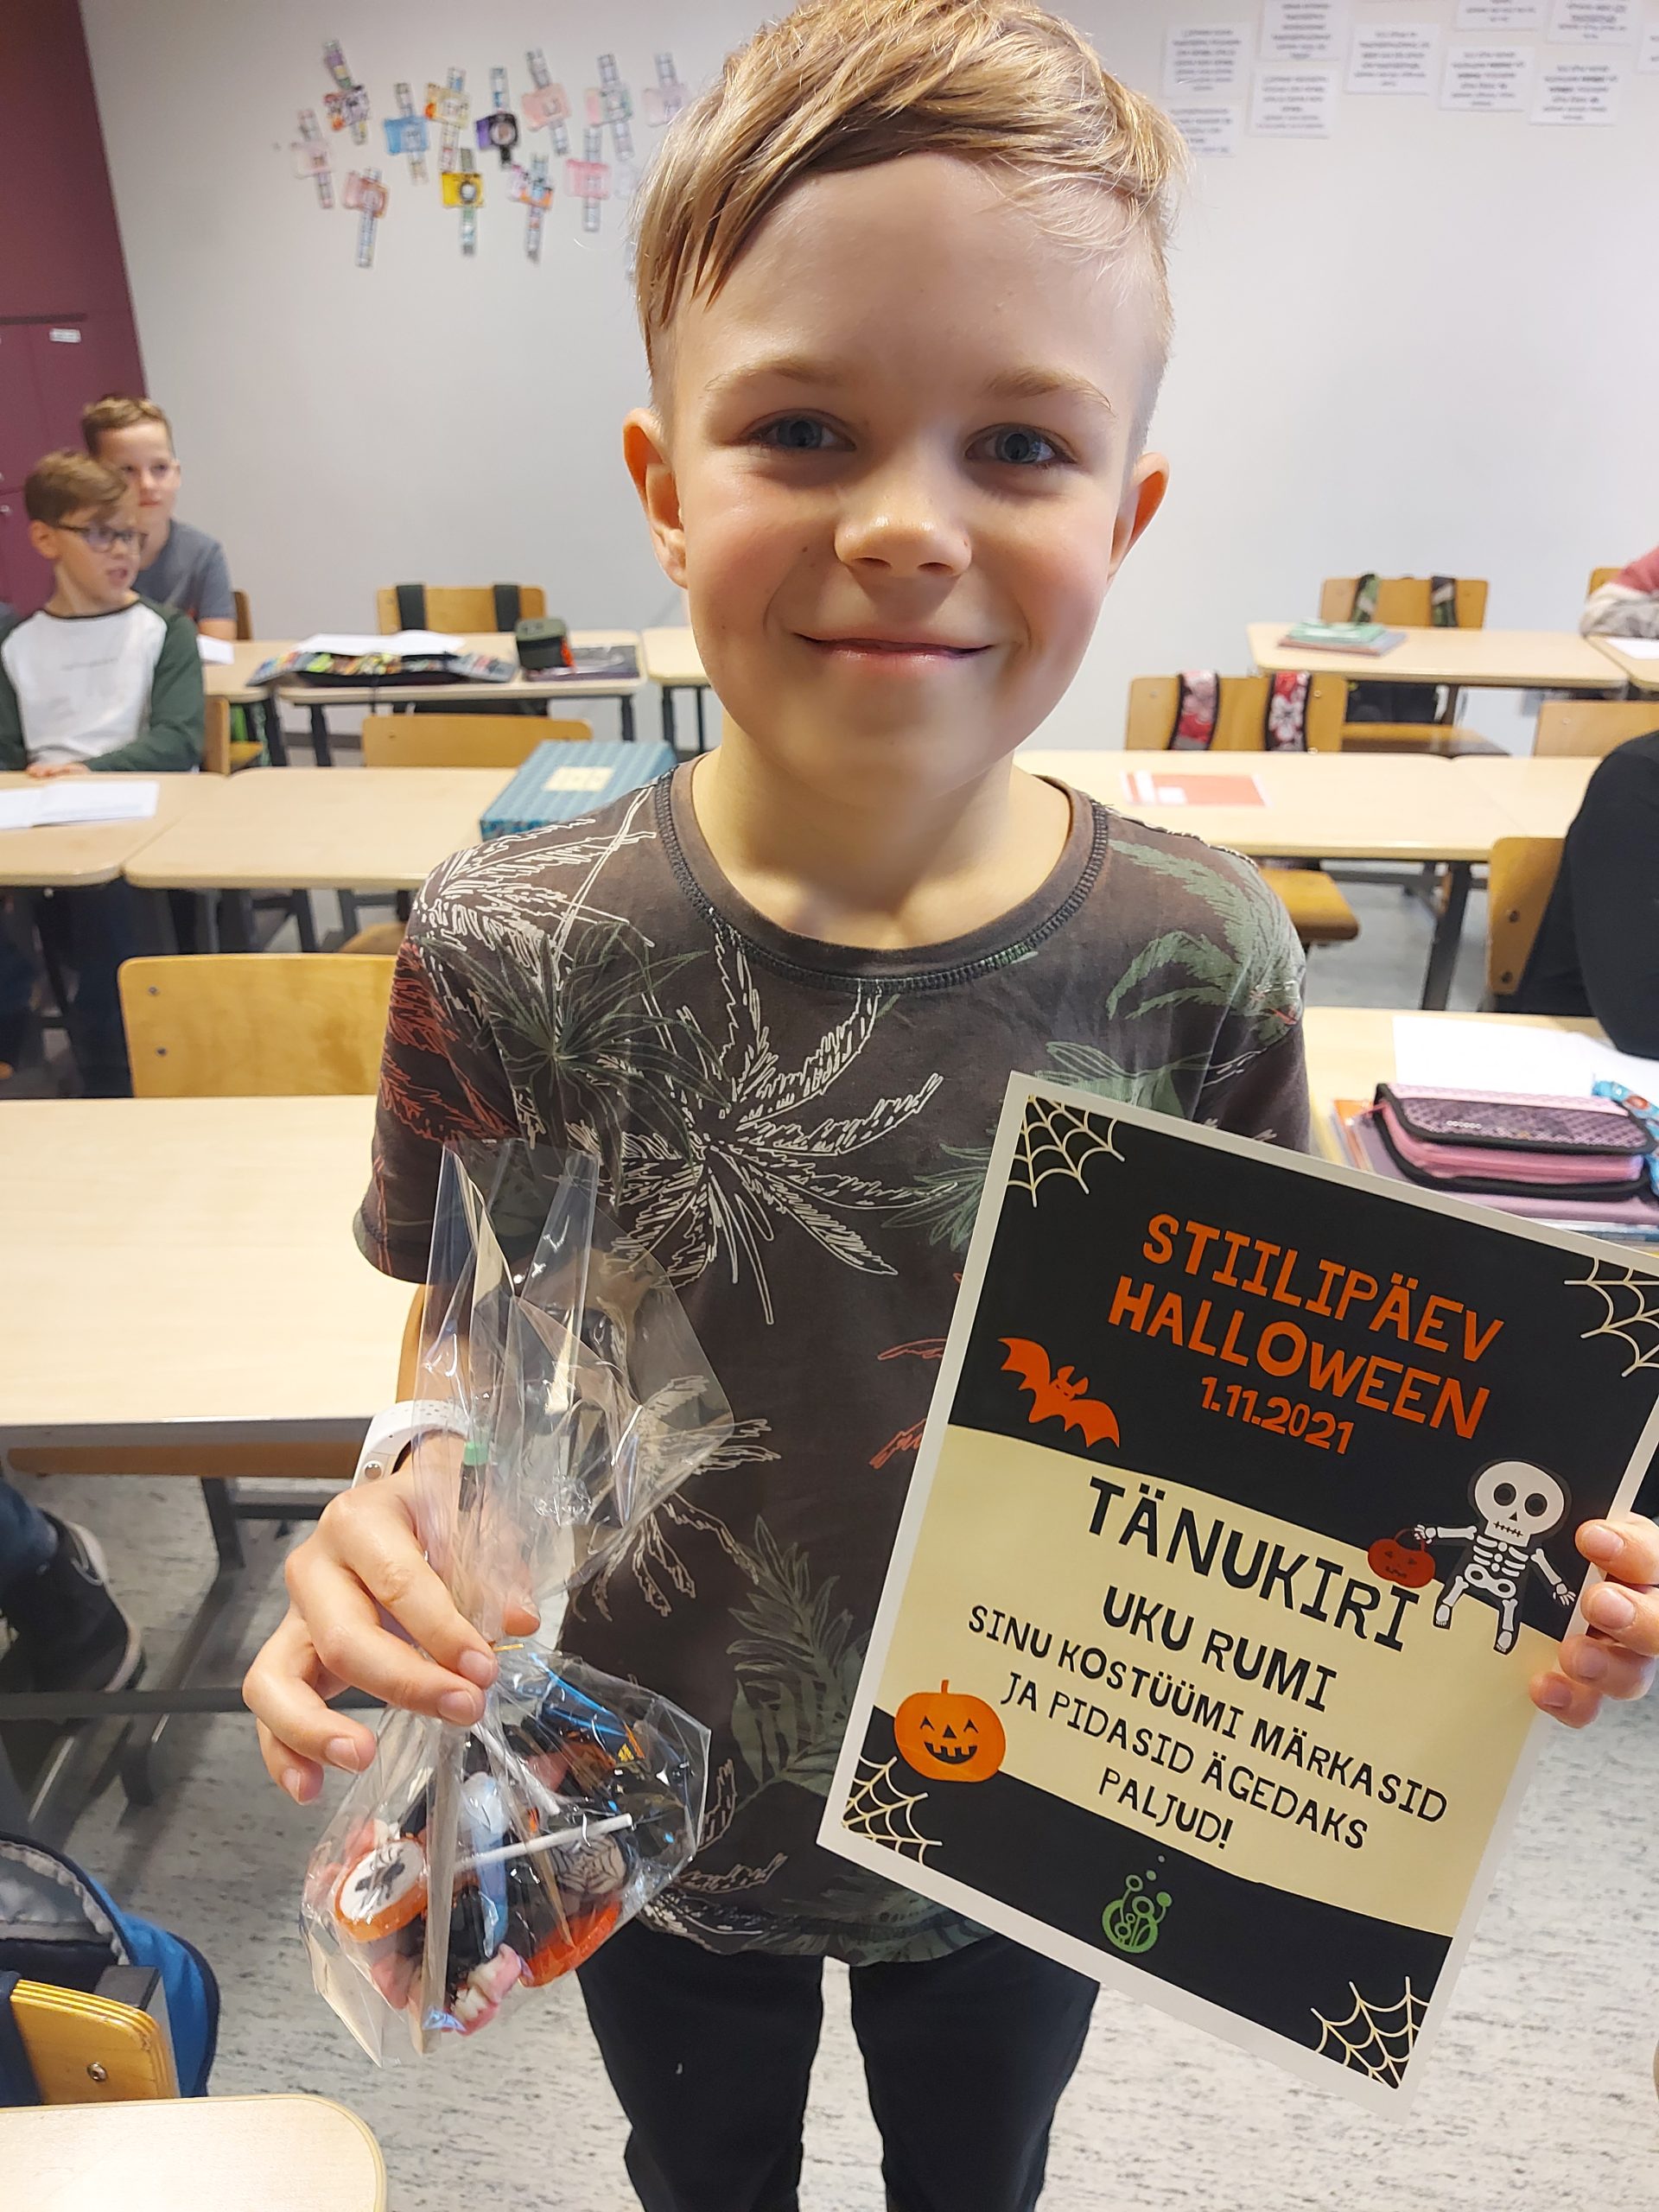 STIILIPÄEV
HALLOWEEN
1.11.2021
TÄNUKIRI
UKU RUMI
SINU KOSTÜÜMI MÄRKASID
JA PIDASID ÄGEDAKS
PALJUD!